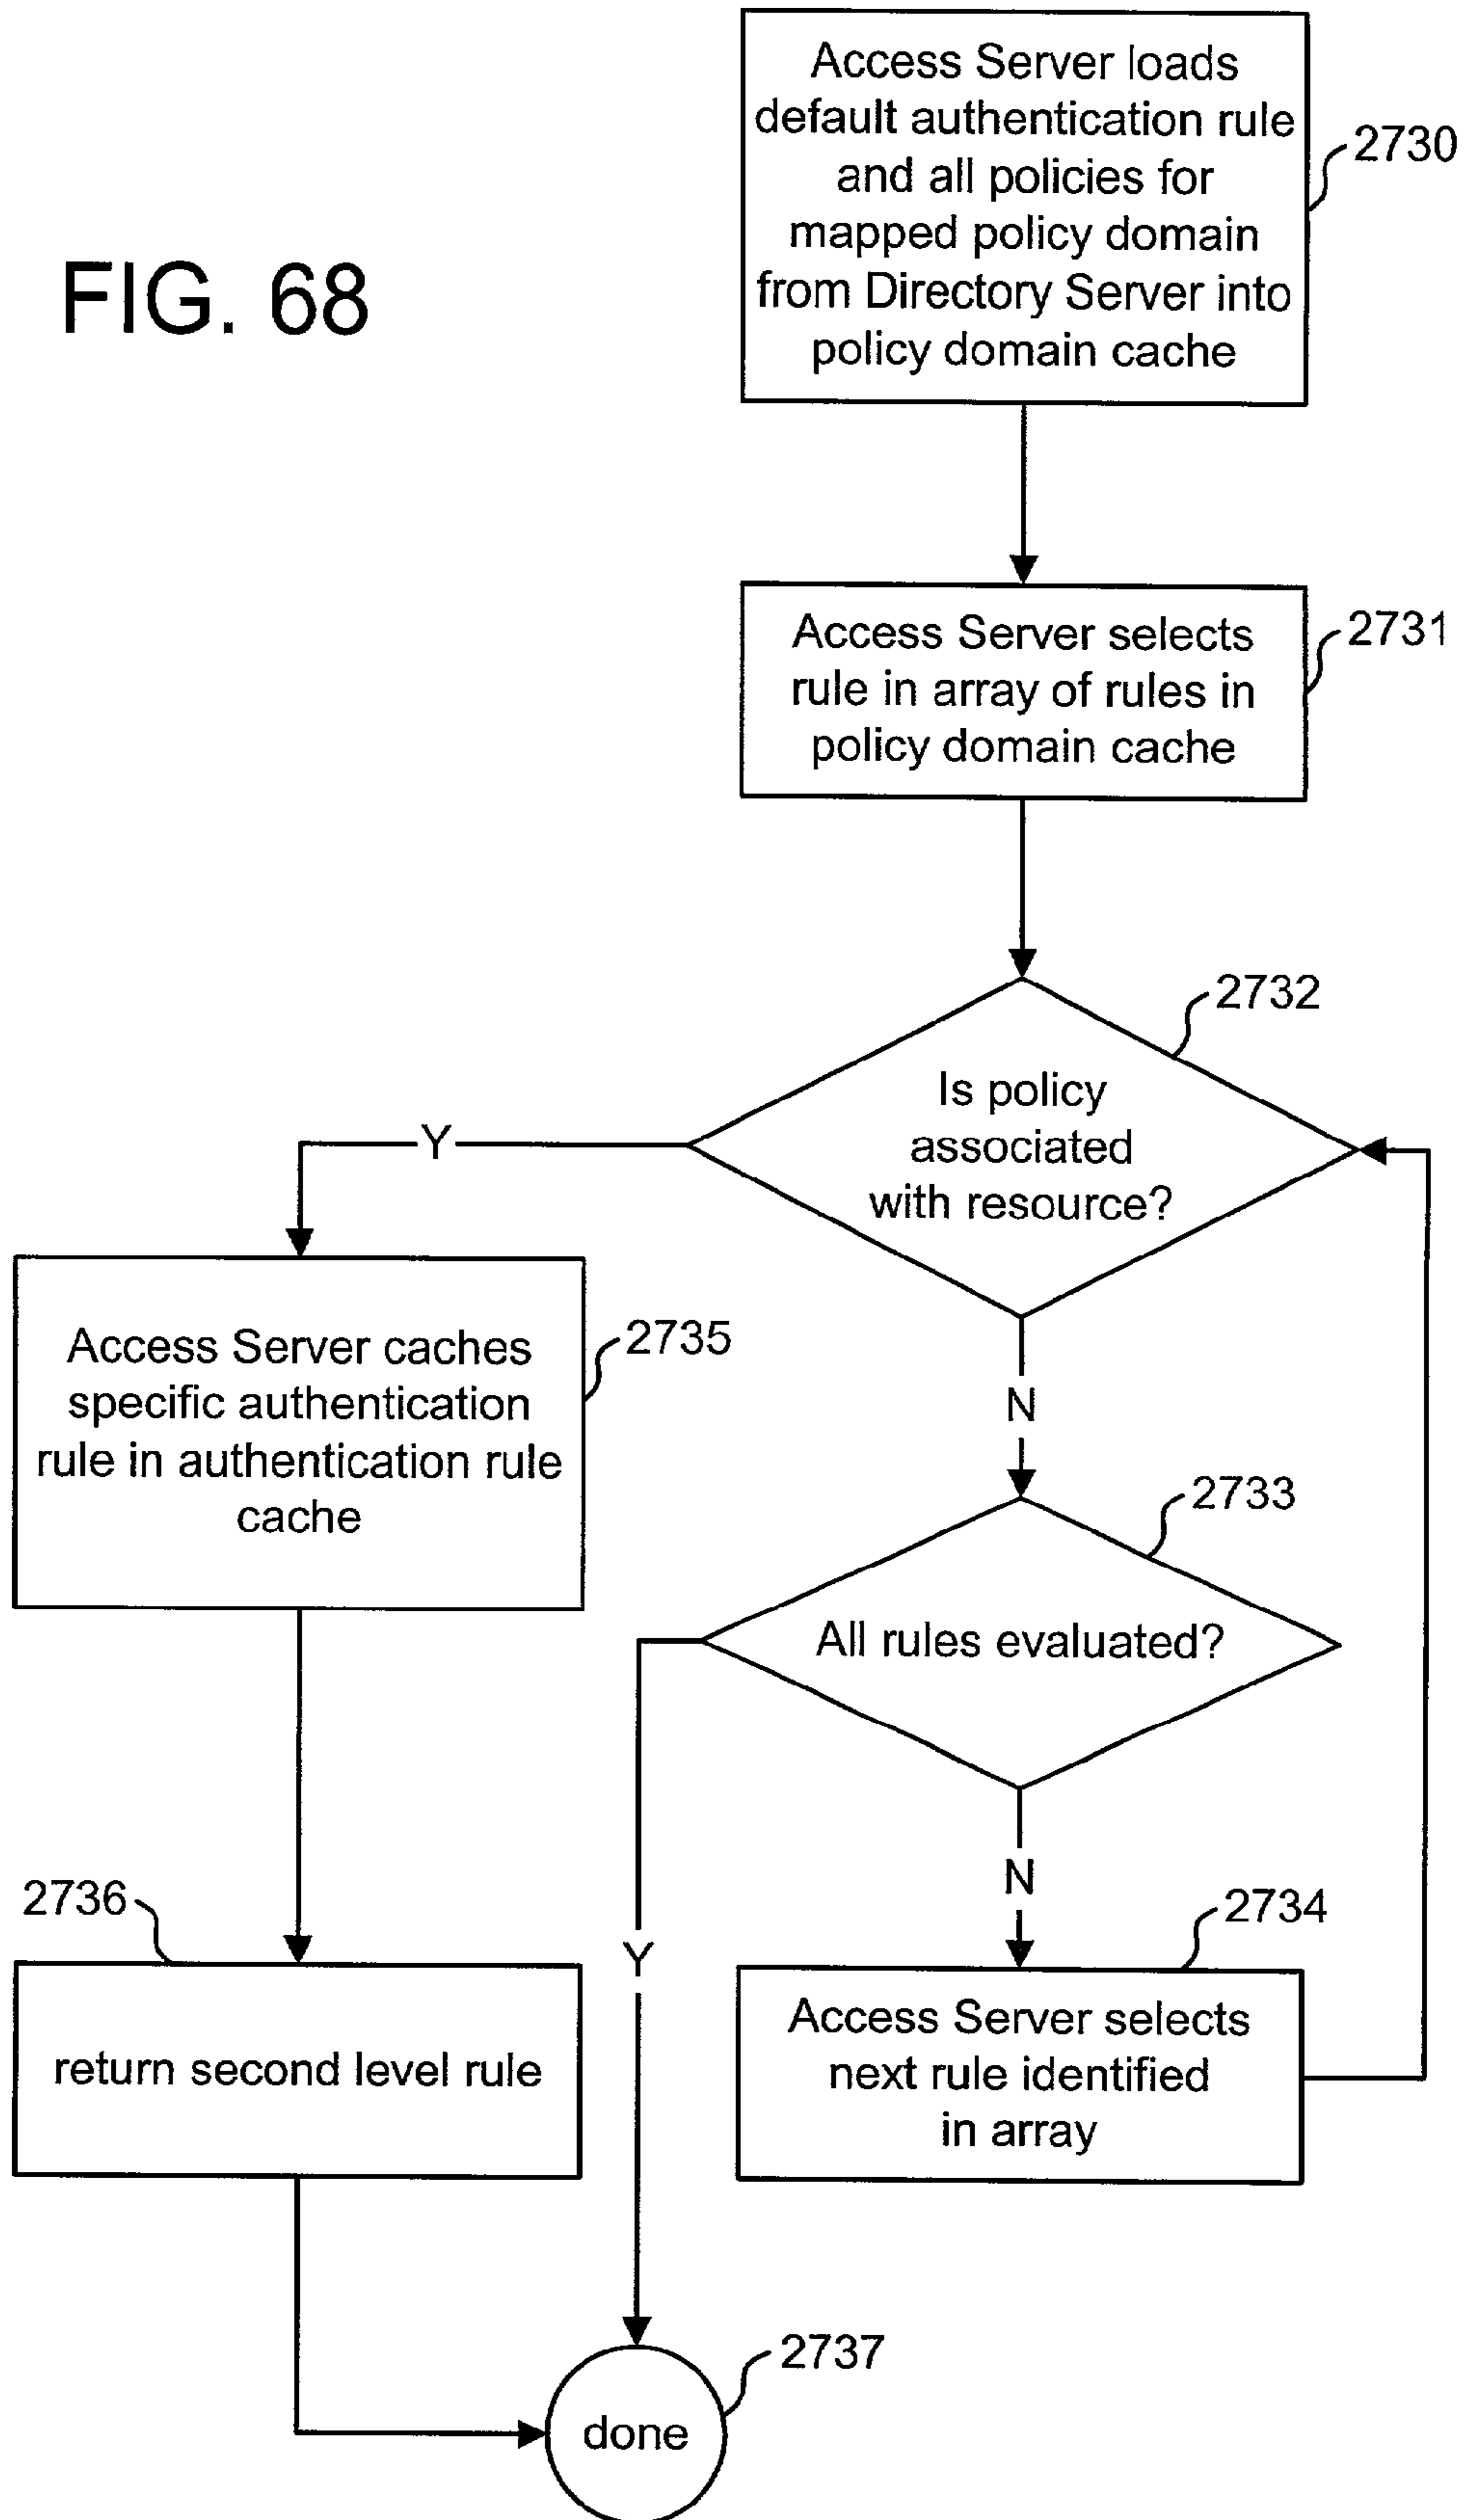 FIG. 68
Access Server loads
default authentication rule
and all policies for
mapped policy domain
from Directory Server into
policy domain cache
2730
Access Server selects
rule in array of rules in
policy domain cache
2731
2732
Is policy
associated
with resource?
Y
N
Access Server caches
specific authentication
rule in authentication rule
cache
2735
2733
All rules evaluated?
Y
N
2736
return second level rule
2734
Access Server selects
next rule identified
in array
2737
done